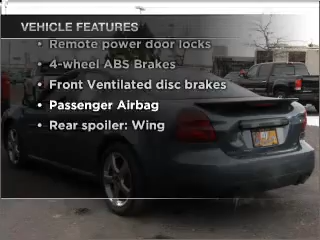 VEHICLE FEATURES
• Remote power door locks
• 4-wheel ABS Brakes
• Front Ventilated disc brakes
• Passenger Airbag
• Rear spoiler: Wing